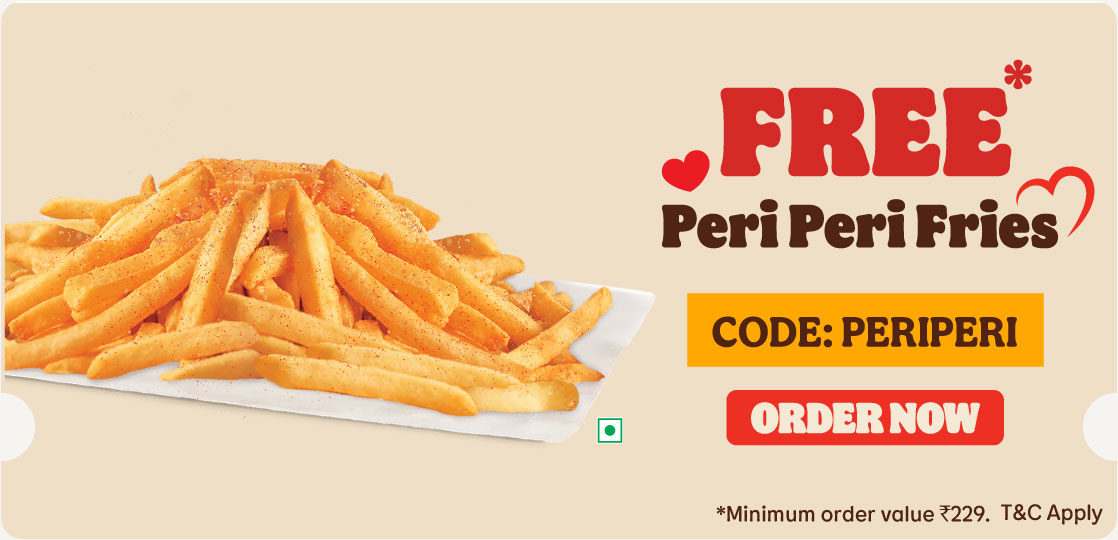 FREE*
Peri Peri Fries
CODE: PERIPERI
ORDER NOW
*Minimum order value ₹229. T&C Apply